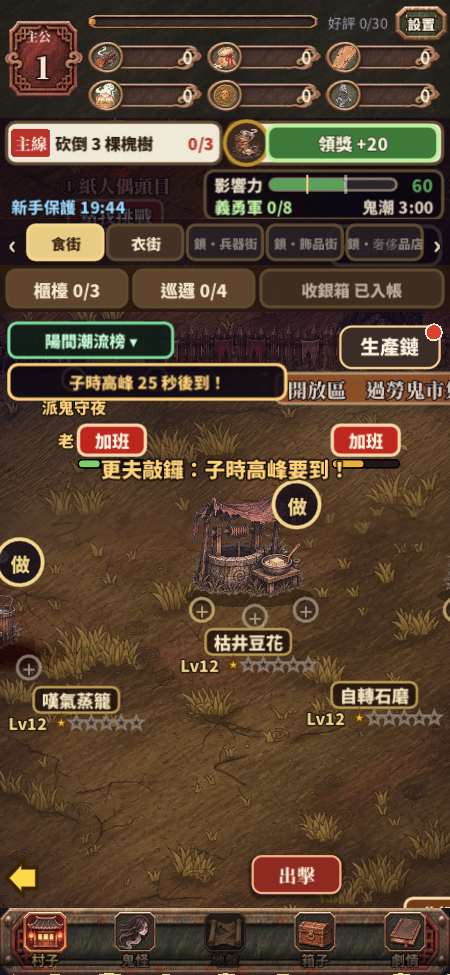 主公
1
好評 0/30
設置
0
0
0
0
0
0
主線 砍倒 3 棵槐樹 0/3
領獎 +20
①紙人偶頭目
影響力 60
新手保護 19:44
義勇軍 0/8 鬼潮 3:00
‹ 食街 衣街 鎖·兵器街 鎖·飾品街 鎖·奢侈品店 ›
櫃檯 0/3 巡邏 0/4 收銀箱 已入帳
陽間潮流榜 ▾
生產鏈
子時高峰 25 秒後到！
開放區 過勞鬼市
派鬼守夜
老 加班 加班
更夫敲鑼：子時高峰要到！
做
做
枯井豆花
Lv12 ★☆☆☆☆☆
嘆氣蒸籠
Lv12 ★☆☆☆☆☆
自轉石磨
Lv12 ★☆☆☆☆☆
出擊
村子 鬼怪 地盤 箱子 劇情